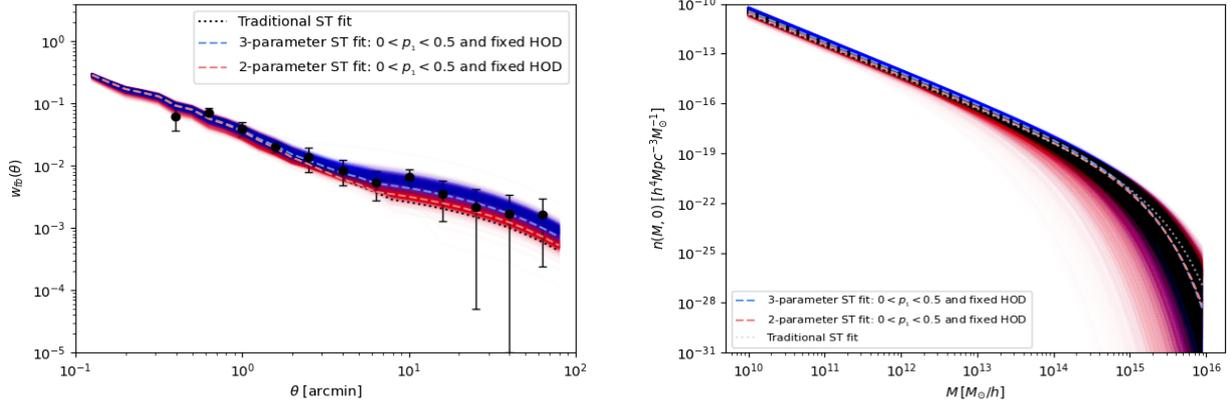 Traditional ST fit
3-parameter ST fit: 0 < p₁ < 0.5 and fixed HOD
2-parameter ST fit: 0 < p₁ < 0.5 and fixed HOD
10⁰
10⁻¹
10⁻²
10⁻³
10⁻⁴
10⁻⁵
w_fb(θ)
10⁻¹ 10⁰ 10¹ 10²
θ [arcmin]
10⁻¹⁰
10⁻¹³
10⁻¹⁶
10⁻¹⁹
10⁻²²
10⁻²⁵
10⁻²⁸
10⁻³¹
n(M, 0) [h⁴Mpc⁻³M⊙⁻¹]
3-parameter ST fit: 0 < p₁ < 0.5 and fixed HOD
2-parameter ST fit: 0 < p₁ < 0.5 and fixed HOD
Traditional ST fit
10¹⁰ 10¹¹ 10¹² 10¹³ 10¹⁴ 10¹⁵ 10¹⁶
M [M⊙/h]